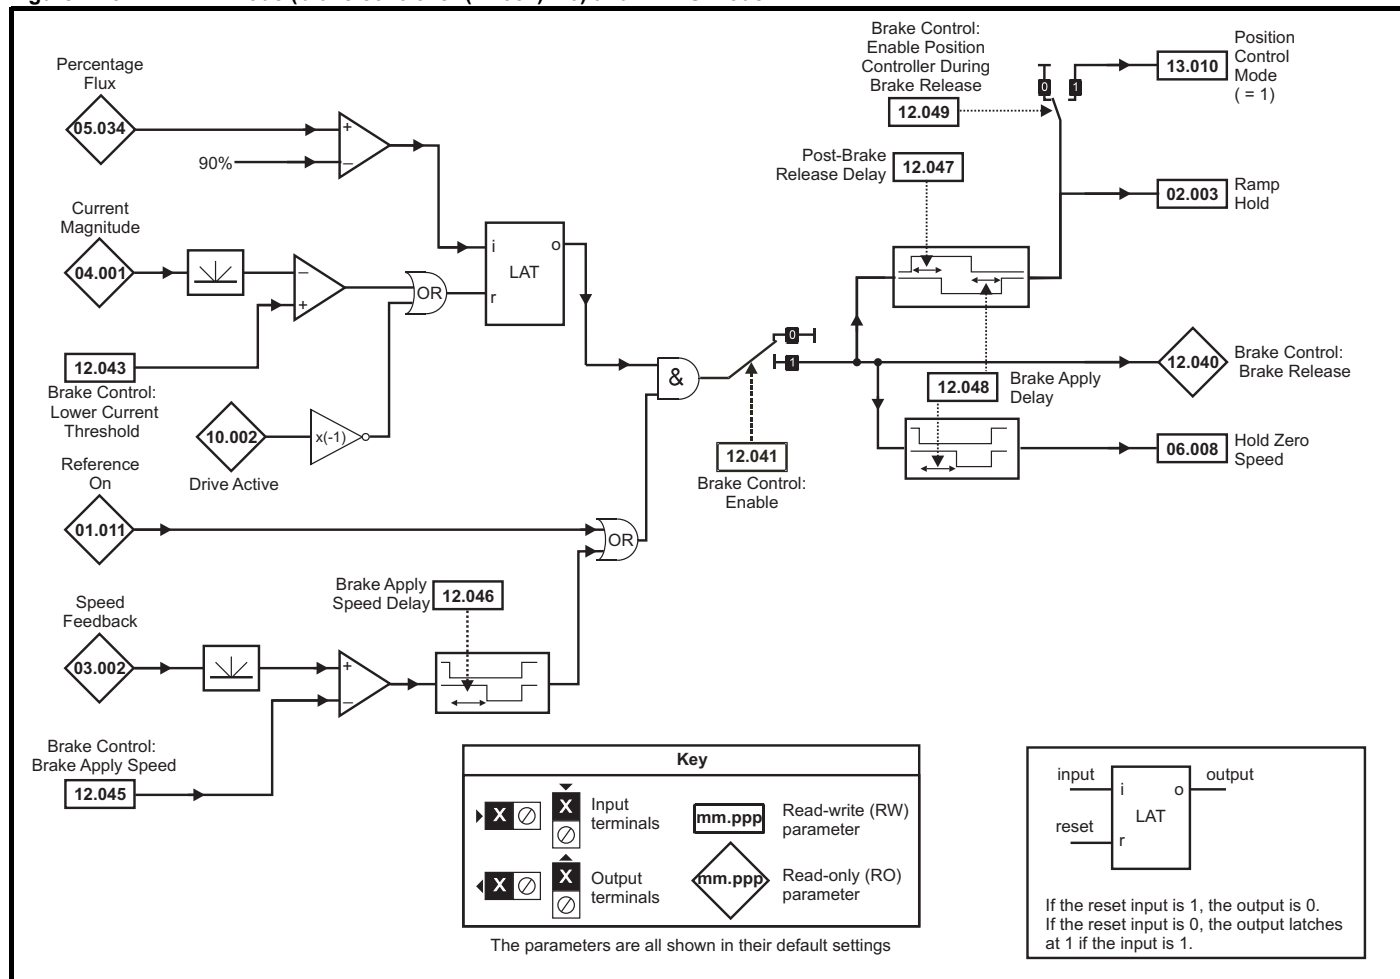 Percentage
Flux
05.034
90%
+
–
Current
Magnitude
04.001
–
+
12.043
Brake Control:
Lower Current
Threshold
10.002
Drive Active
x(-1)
OR
i
o
LAT
r
Reference
On
01.011
OR
Speed
Feedback
03.002
+
–
Brake Apply
Speed Delay
12.046
Brake Control:
Brake Apply Speed
12.045
&
0
1
12.041
Brake Control:
Enable
Brake Control:
Enable Position
Controller During
Brake Release
12.049
0
1
13.010
Position
Control
Mode
( = 1)
Post-Brake
Release Delay
12.047
02.003
Ramp
Hold
12.040
Brake Control:
Brake Release
12.048
Brake Apply
Delay
06.008
Hold Zero
Speed
Key
X
X
Input
terminals
mm.ppp
Read-write (RW)
parameter
X
X
Output
terminals
mm.ppp
Read-only (RO)
parameter
The parameters are all shown in their default settings
input
i
o
output
LAT
reset
r
If the reset input is 1, the output is 0.
If the reset input is 0, the output latches
at 1 if the input is 1.